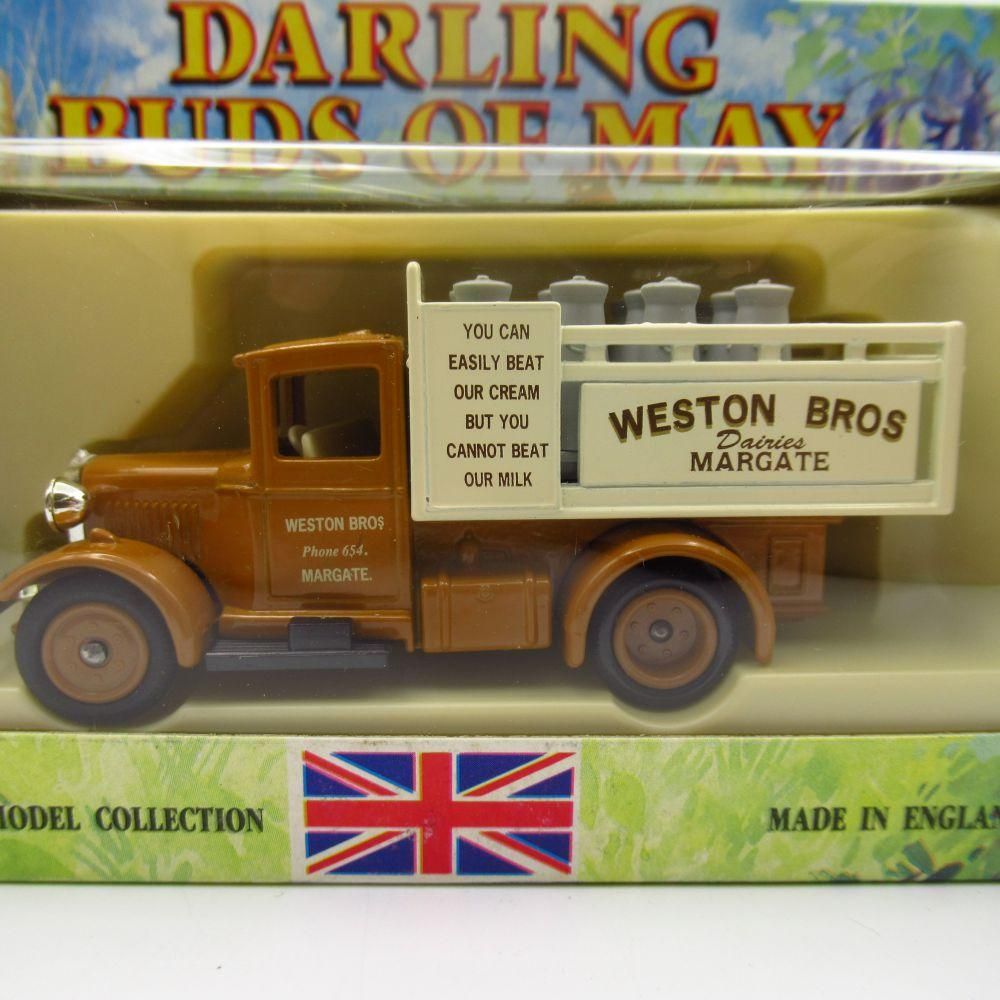 DARLING
BUDS OF MAY
YOU CAN
EASILY BEAT
OUR CREAM
BUT YOU
CANNOT BEAT
OUR MILK
WESTON BROS
Dairies
MARGATE
WESTON BROS
Phone 654.
MARGATE.
MODEL COLLECTION
MADE IN ENGLAN